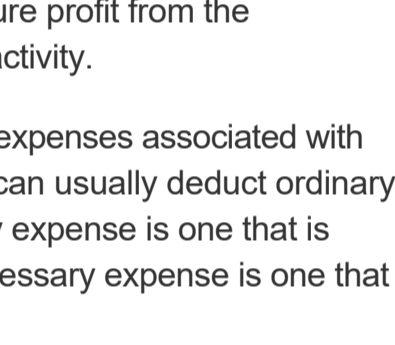 ure profit from the
activity.
expenses associated with
can usually deduct ordinary
expense is one that is
essary expense is one that